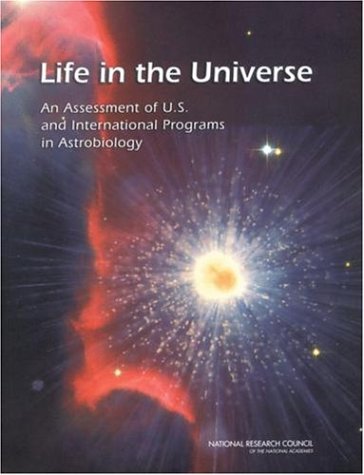 Life in the Universe
An Assessment of U.S.
and International Programs
in Astrobiology
NATIONAL RESEARCH COUNCIL
OF THE NATIONAL ACADEMIES